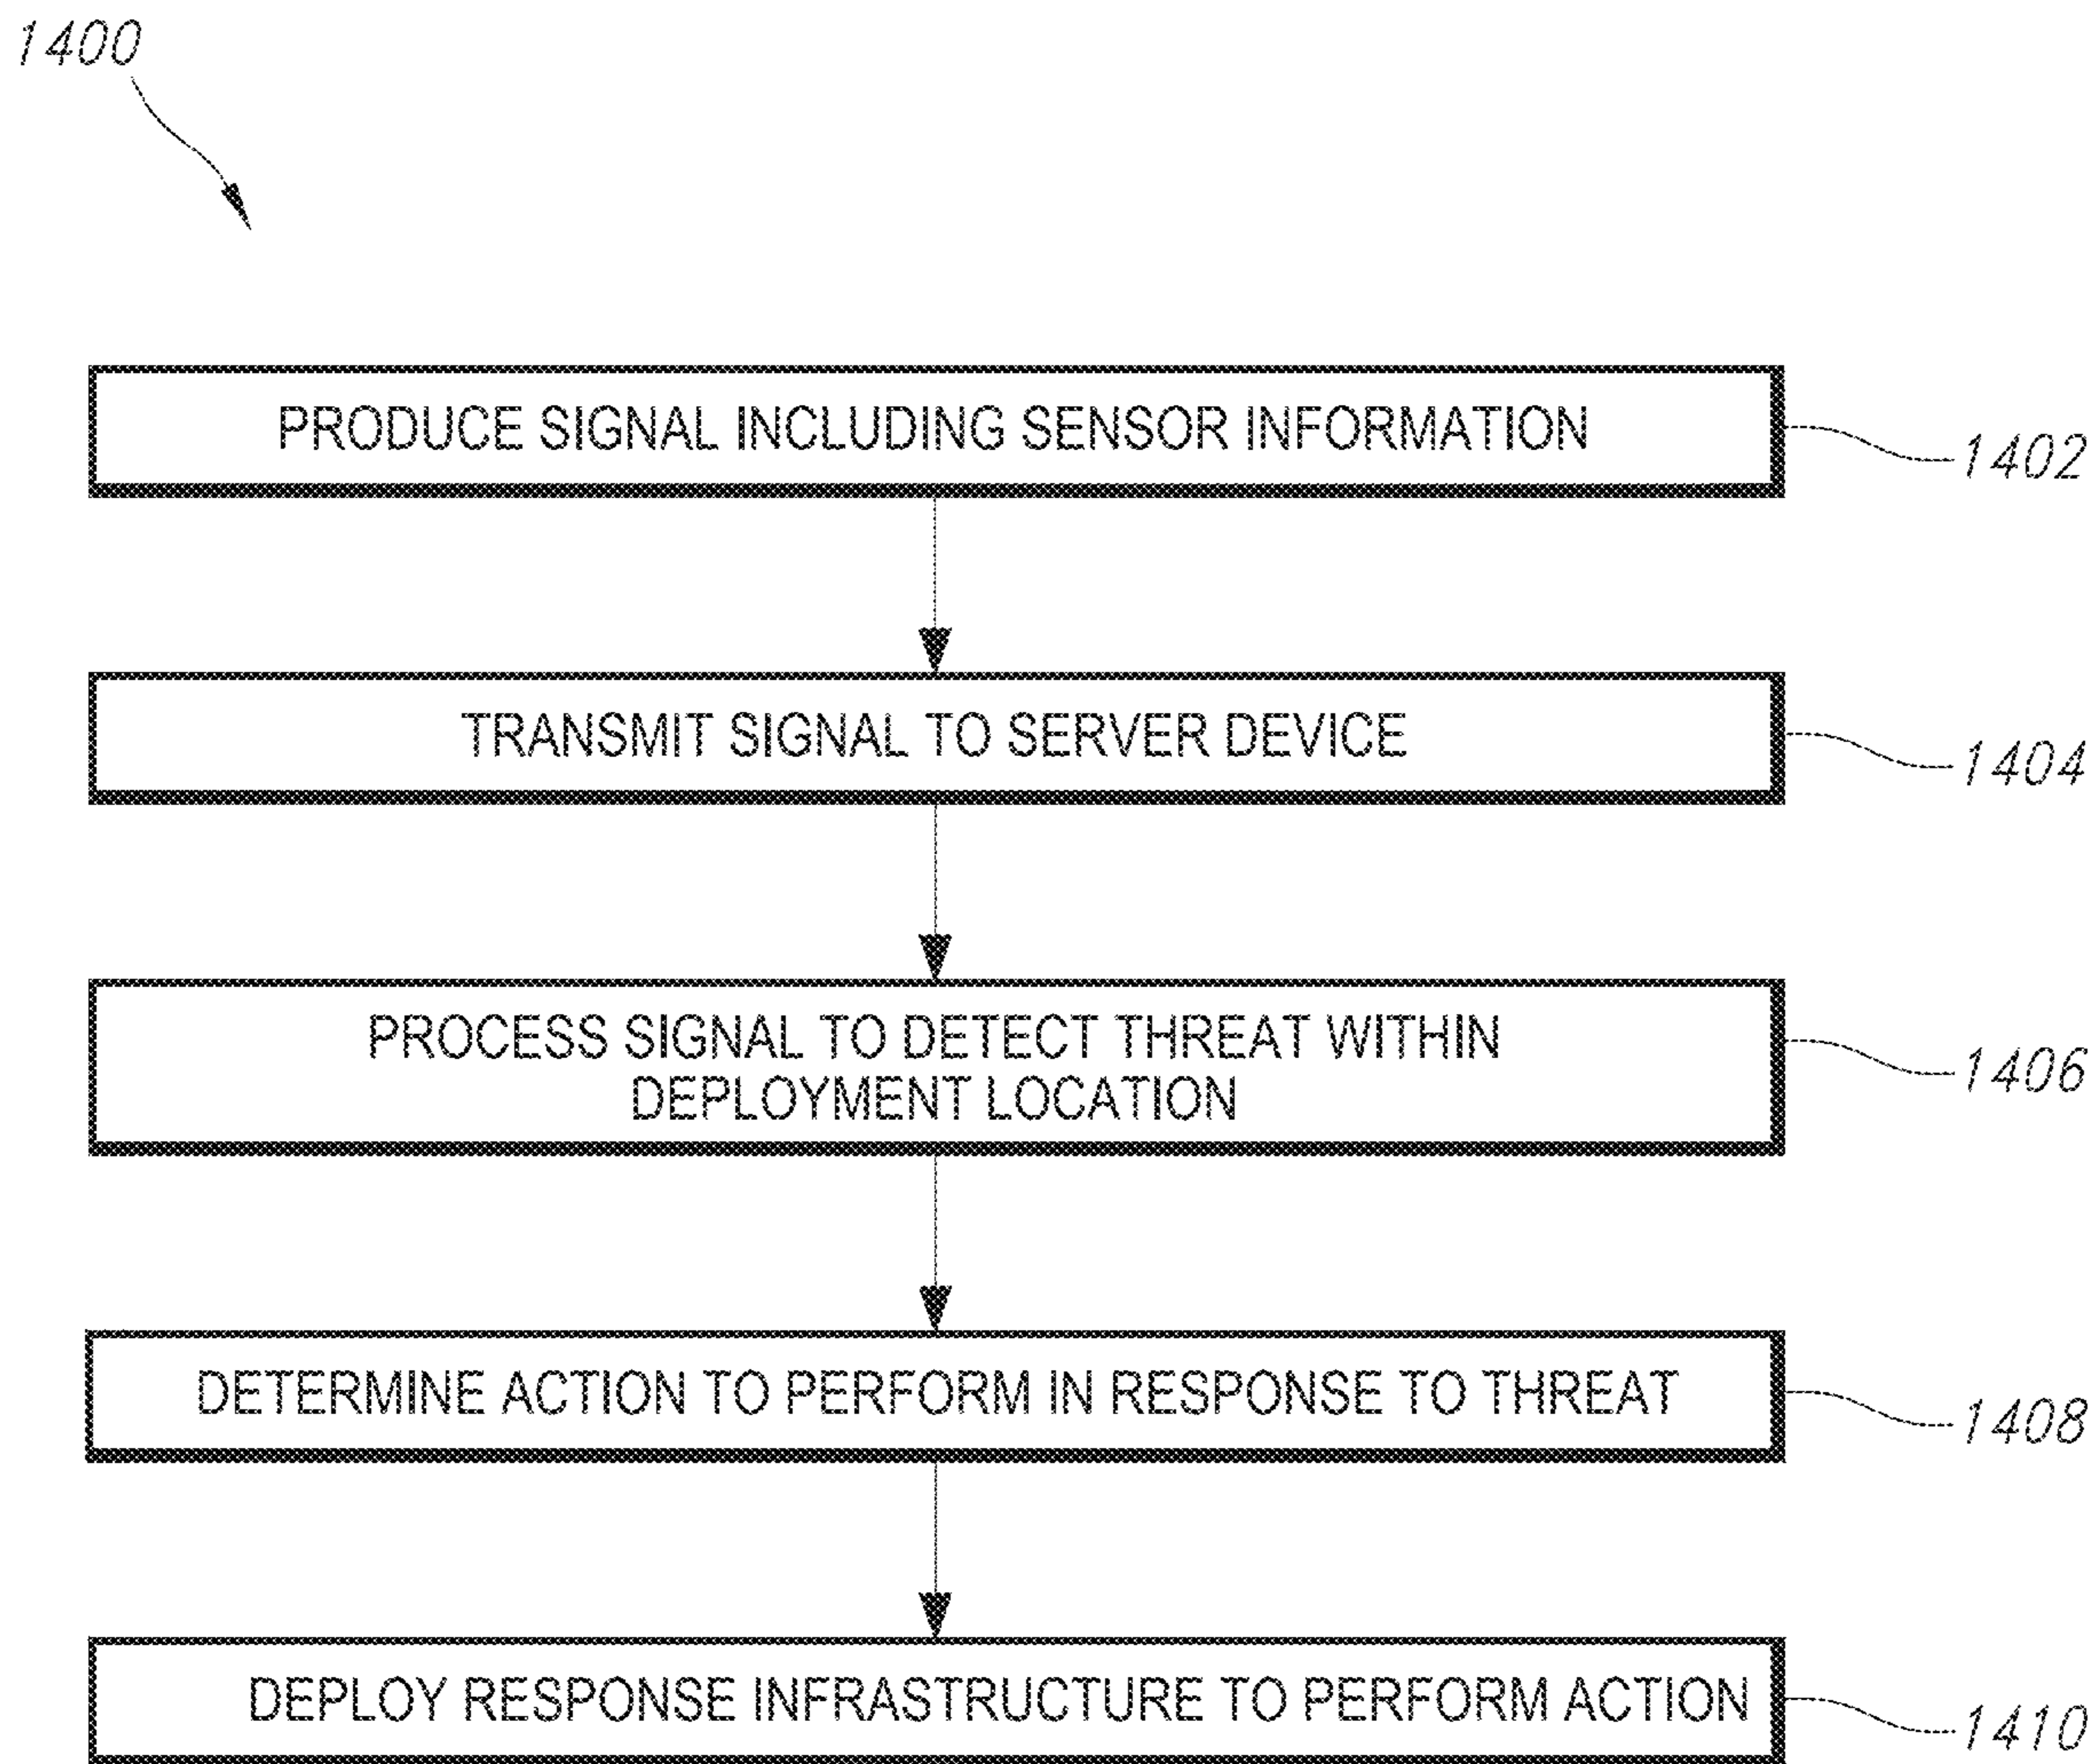 1400
PRODUCE SIGNAL INCLUDING SENSOR INFORMATION
1402
TRANSMIT SIGNAL TO SERVER DEVICE
1404
PROCESS SIGNAL TO DETECT THREAT WITHIN
DEPLOYMENT LOCATION
1406
DETERMINE ACTION TO PERFORM IN RESPONSE TO THREAT
1408
DEPLOY RESPONSE INFRASTRUCTURE TO PERFORM ACTION
1410